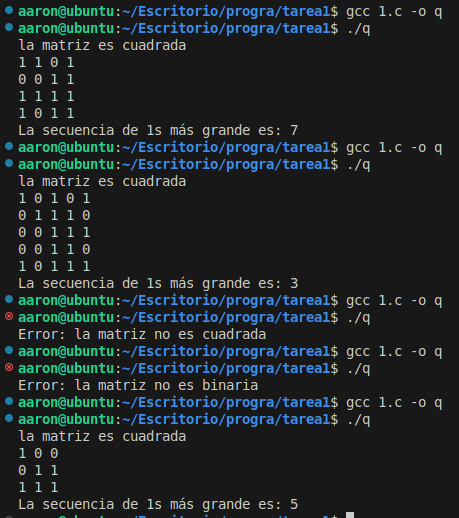 aaron@ubuntu:~/Escritorio/progra/tarea1$ gcc 1.c -o q
aaron@ubuntu:~/Escritorio/progra/tarea1$ ./q
la matriz es cuadrada
1 1 0 1
0 0 1 1
1 1 1 1
1 0 1 1
La secuencia de 1s más grande es: 7
aaron@ubuntu:~/Escritorio/progra/tarea1$ gcc 1.c -o q
aaron@ubuntu:~/Escritorio/progra/tarea1$ ./q
la matriz es cuadrada
1 0 1 0 1
0 1 1 1 0
0 0 1 1 1
0 0 1 1 0
1 0 1 1 1
La secuencia de 1s más grande es: 3
aaron@ubuntu:~/Escritorio/progra/tarea1$ gcc 1.c -o q
aaron@ubuntu:~/Escritorio/progra/tarea1$ ./q
Error: la matriz no es cuadrada
aaron@ubuntu:~/Escritorio/progra/tarea1$ gcc 1.c -o q
aaron@ubuntu:~/Escritorio/progra/tarea1$ ./q
Error: la matriz no es binaria
aaron@ubuntu:~/Escritorio/progra/tarea1$ gcc 1.c -o q
aaron@ubuntu:~/Escritorio/progra/tarea1$ ./q
la matriz es cuadrada
1 0 0
0 1 1
1 1 1
La secuencia de 1s más grande es: 5
aaron@ubuntu:~/Escritorio/progra/tarea1$